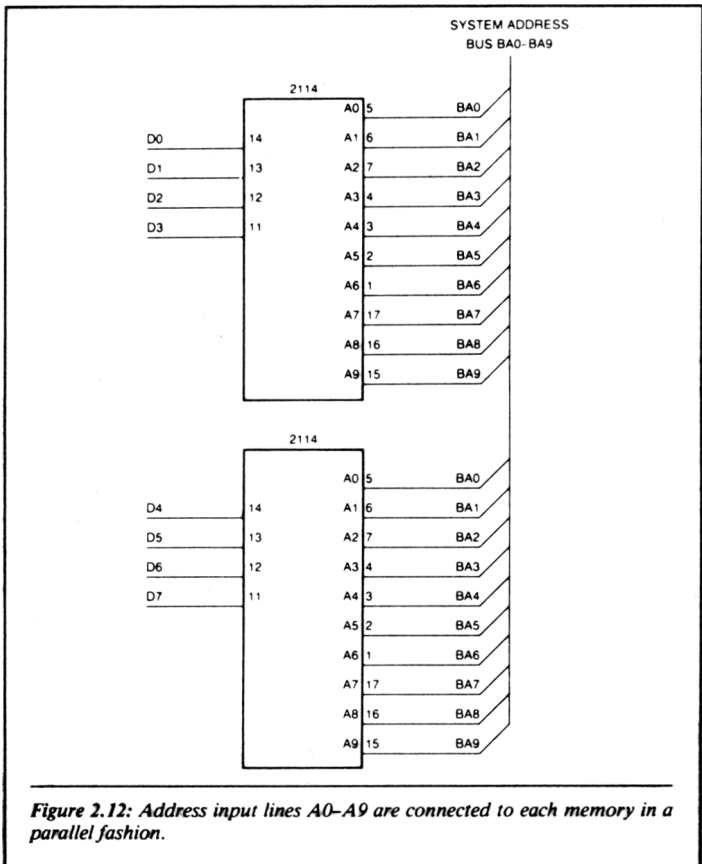 SYSTEM ADDRESS
BUS BA0-BA9
2114
A0 5 BA0
D0 14 A1 6 BA1
D1 13 A2 7 BA2
D2 12 A3 4 BA3
D3 11 A4 3 BA4
A5 2 BA5
A6 1 BA6
A7 17 BA7
A8 16 BA8
A9 15 BA9
2114
A0 5 BA0
D4 14 A1 6 BA1
D5 13 A2 7 BA2
D6 12 A3 4 BA3
D7 11 A4 3 BA4
A5 2 BA5
A6 1 BA6
A7 17 BA7
A8 16 BA8
A9 15 BA9
Figure 2.12: Address input lines A0–A9 are connected to each memory in a
parallel fashion.